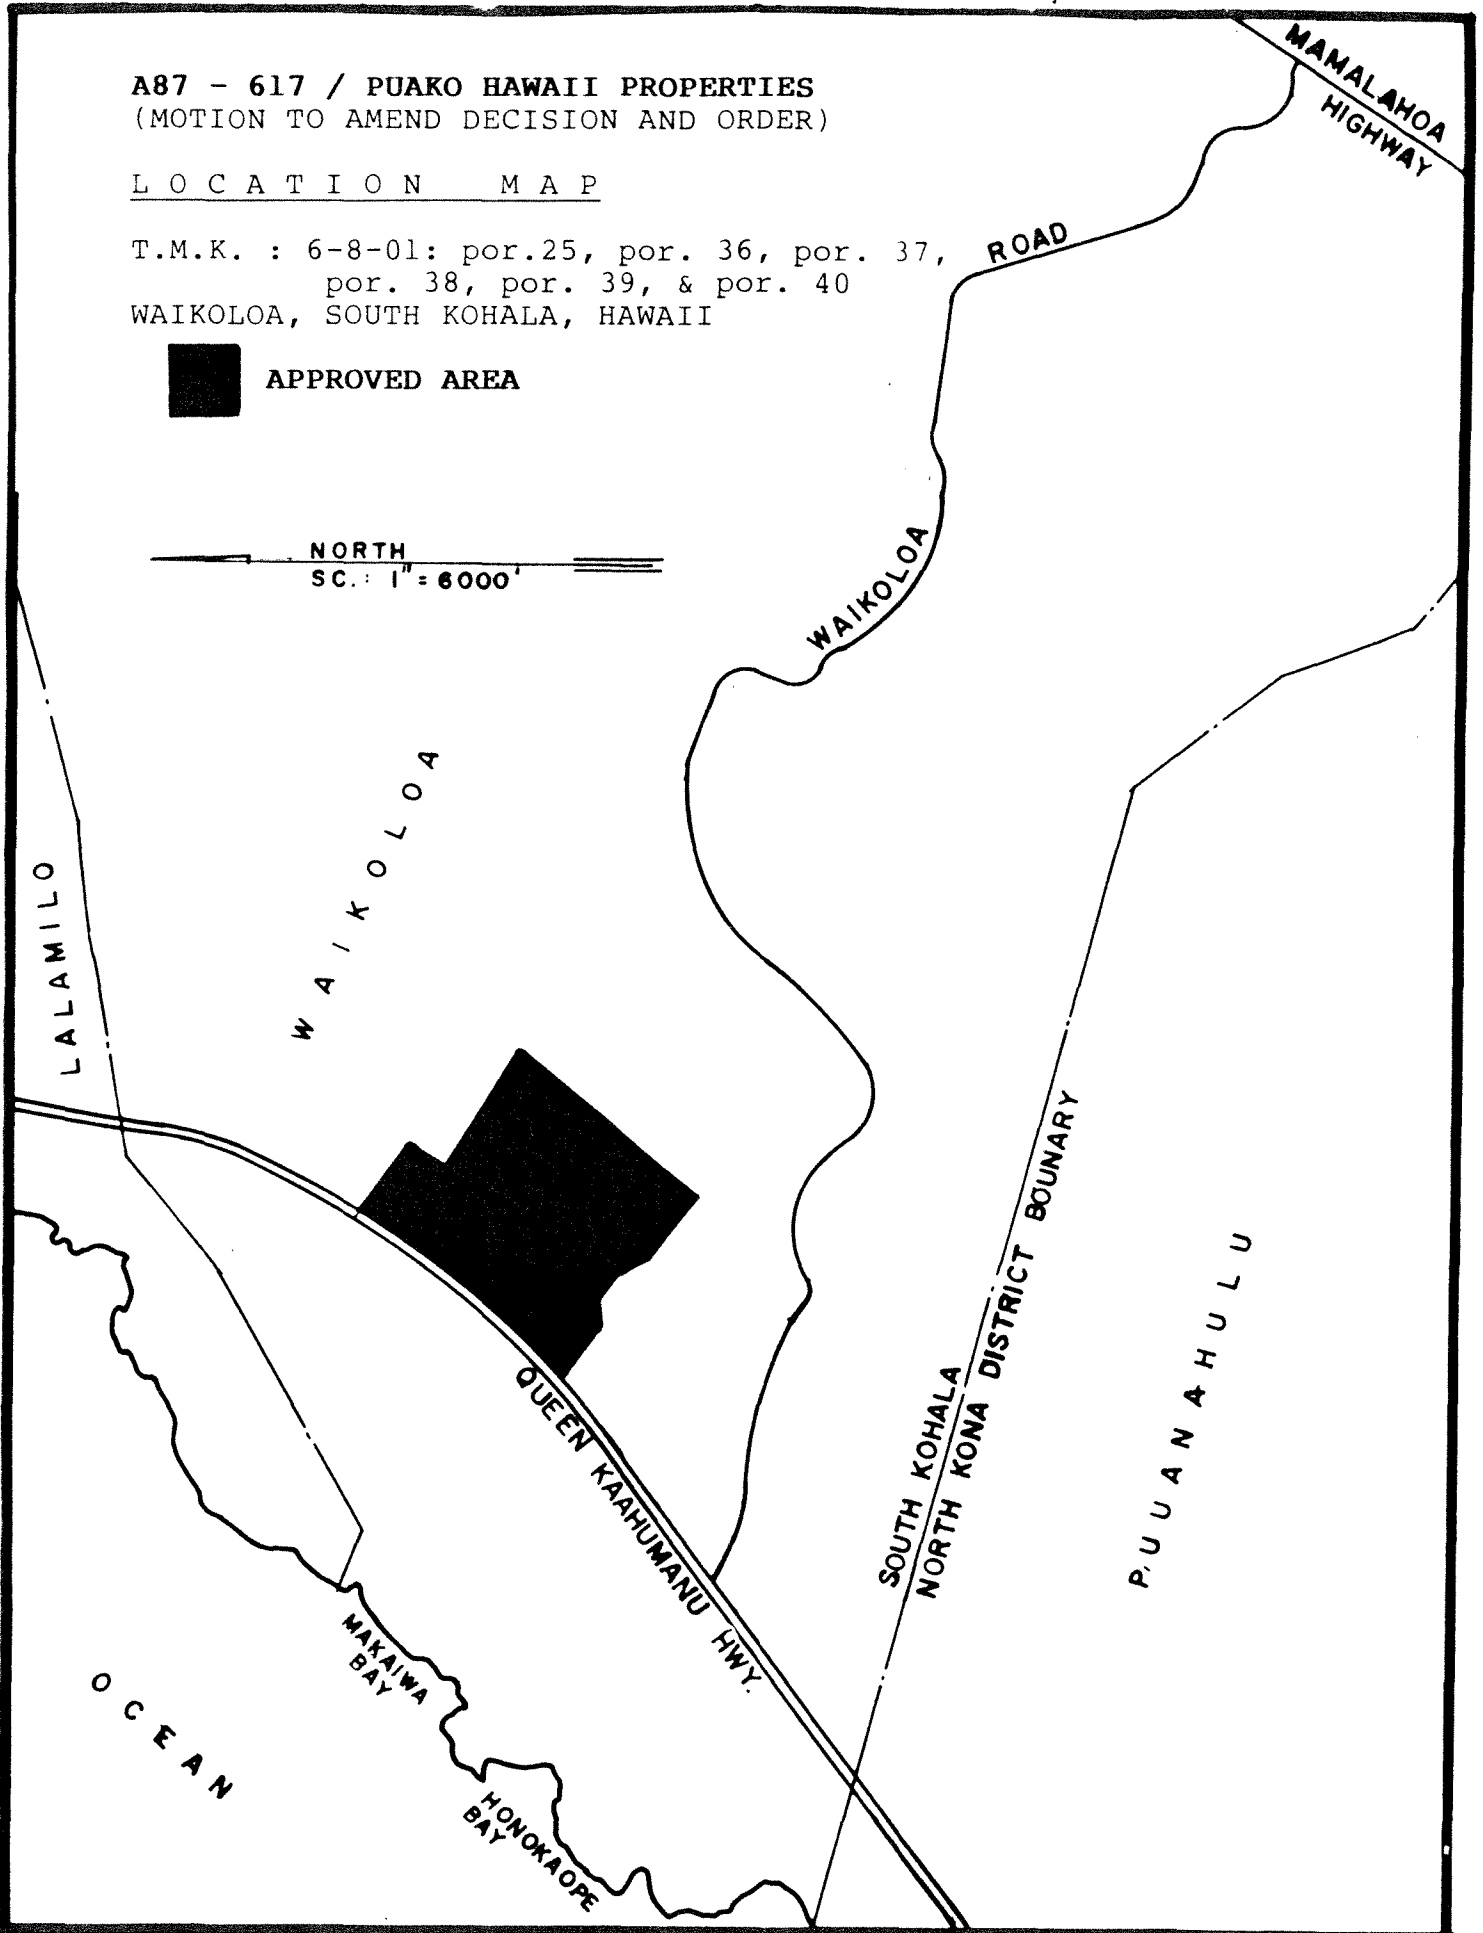 A87 - 617 / PUAKO HAWAII PROPERTIES
(MOTION TO AMEND DECISION AND ORDER)
LOCATION MAP
T.M.K. : 6-8-01: por.25, por. 36, por. 37,
por. 38, por. 39, & por. 40
WAIKOLOA, SOUTH KOHALA, HAWAII
APPROVED AREA
NORTH
SC.: 1" = 6000'
MAMALAHOA
HIGHWAY
WAIKOLOA ROAD
WAIKOLOA
LALAMILO
QUEEN KAAHUMANU HWY.
SOUTH KOHALA
NORTH KONA DISTRICT BOUNARY
PUUANAHULU
MAKAIWA
BAY
HONOKAOPE
BAY
OCEAN